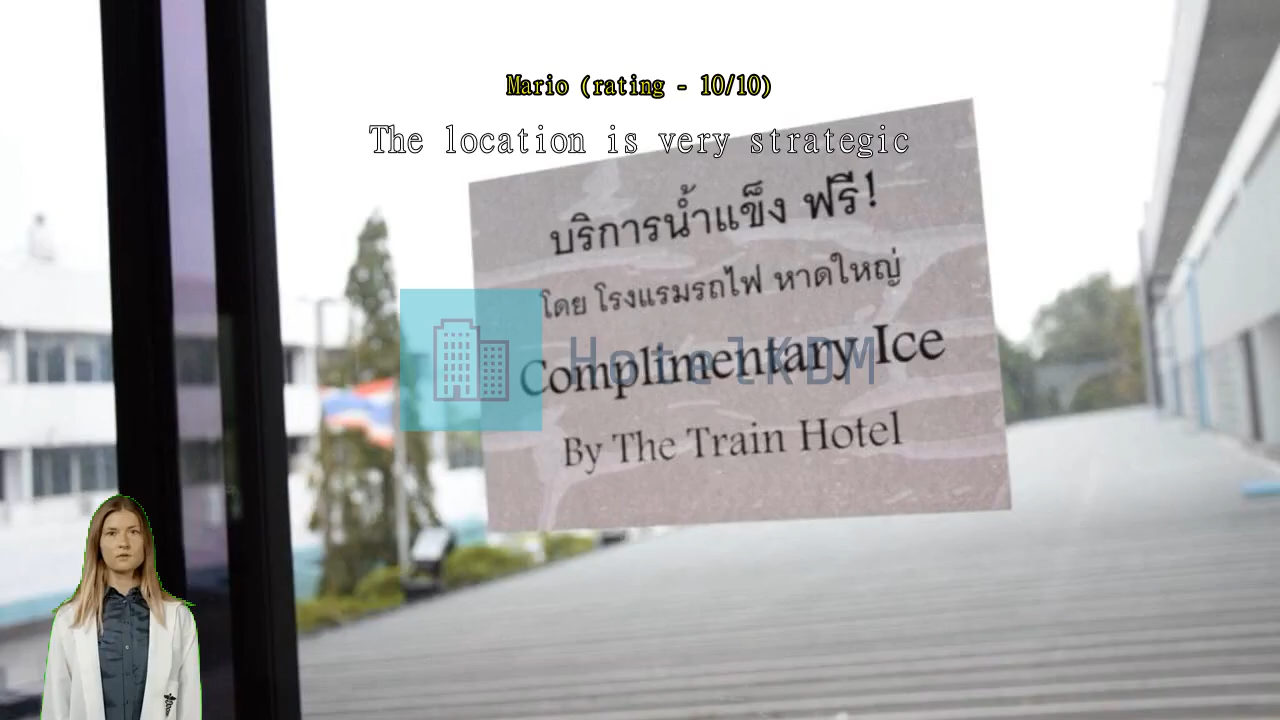 Mario (rating - 10/10)
The location is very strategic
บริการน้ำแข็ง ฟรี!
โดย โรงแรมรถไฟ หาดใหญ่
Complimentary Ice
HotelKDM
By The Train Hotel